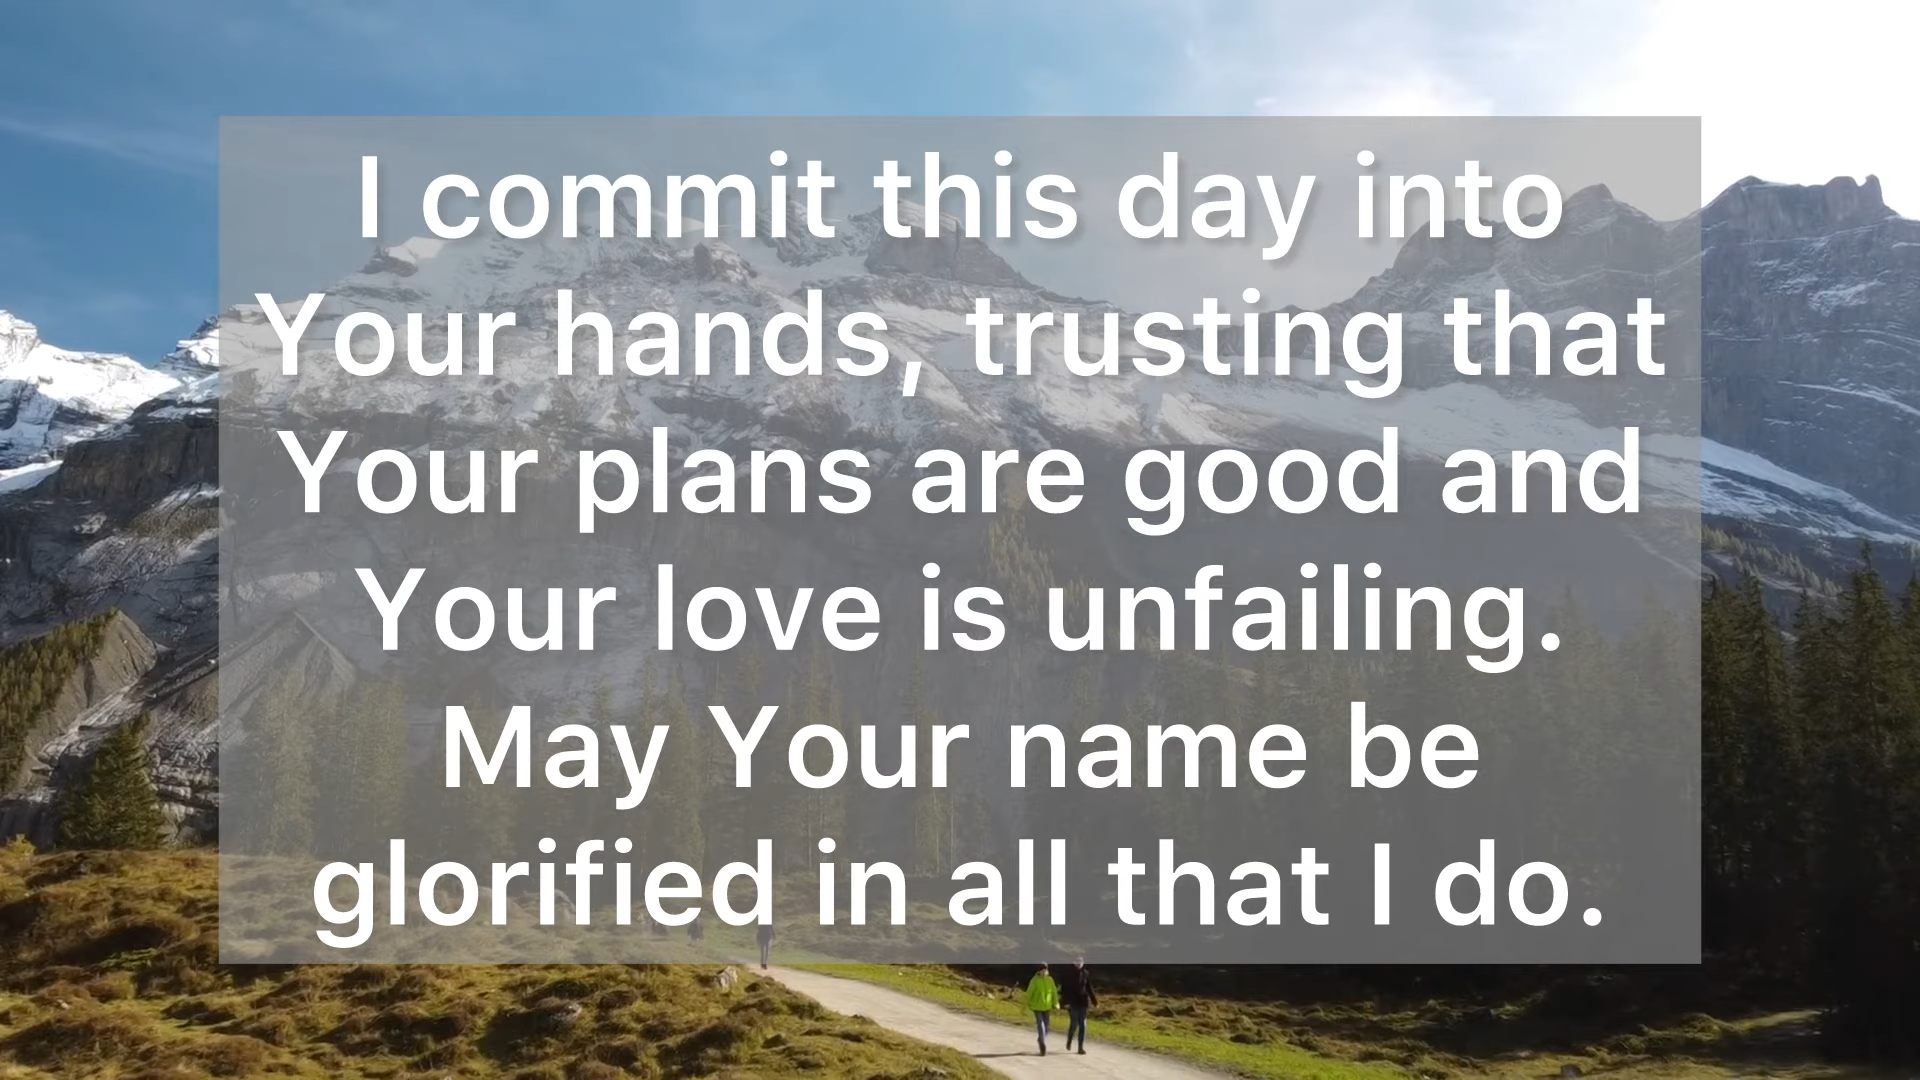 I commit this day into
Your hands, trusting that
Your plans are good and
Your love is unfailing.
May Your name be
glorified in all that I do.